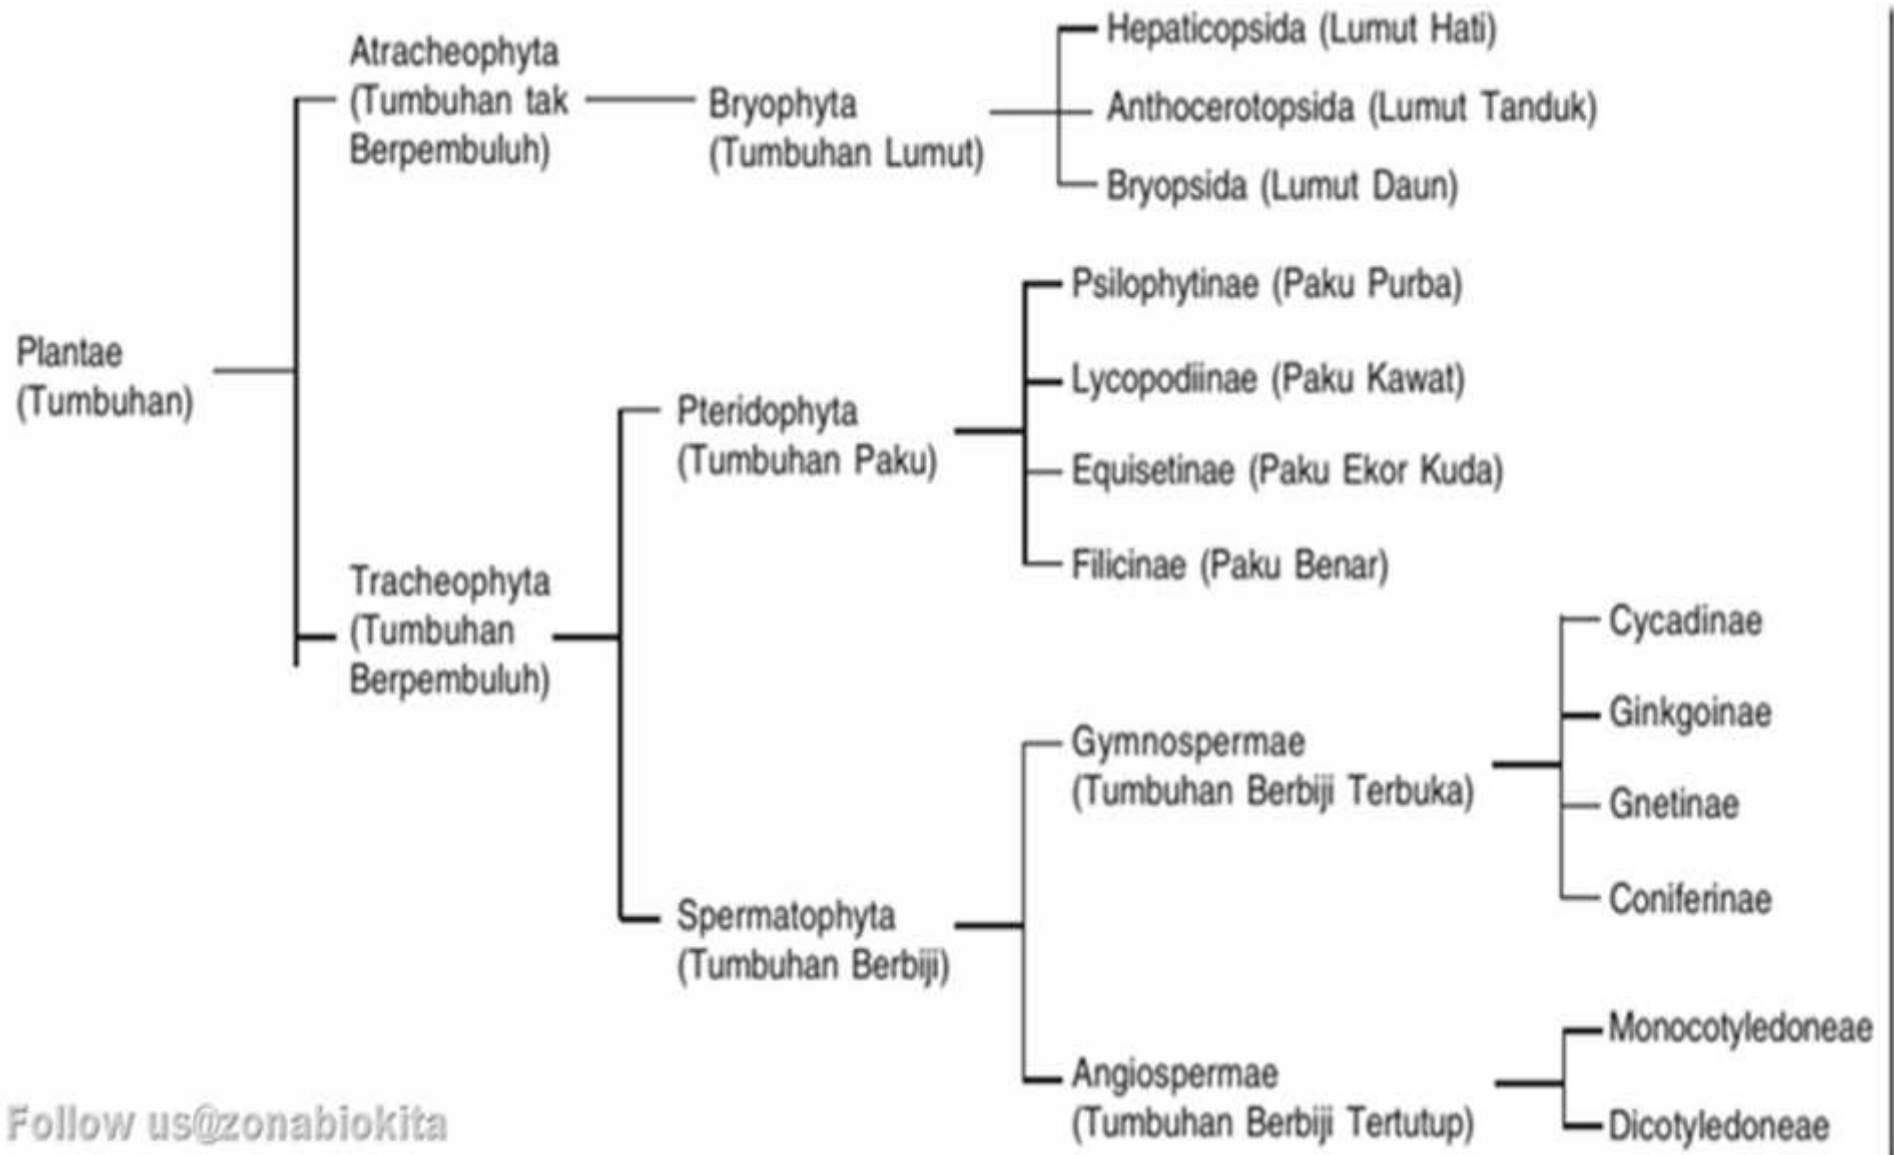 Plantae
(Tumbuhan)
Atracheophyta
(Tumbuhan tak
Berpembuluh)
Bryophyta
(Tumbuhan Lumut)
Hepaticopsida (Lumut Hati)
Anthocerotopsida (Lumut Tanduk)
Bryopsida (Lumut Daun)
Tracheophyta
(Tumbuhan
Berpembuluh)
Pteridophyta
(Tumbuhan Paku)
Psilophytinae (Paku Purba)
Lycopodiinae (Paku Kawat)
Equisetinae (Paku Ekor Kuda)
Filicinae (Paku Benar)
Spermatophyta
(Tumbuhan Berbiji)
Gymnospermae
(Tumbuhan Berbiji Terbuka)
Cycadinae
Ginkgoinae
Gnetinae
Coniferinae
Angiospermae
(Tumbuhan Berbiji Tertutup)
Monocotyledoneae
Dicotyledoneae
Follow us@zonabiokita